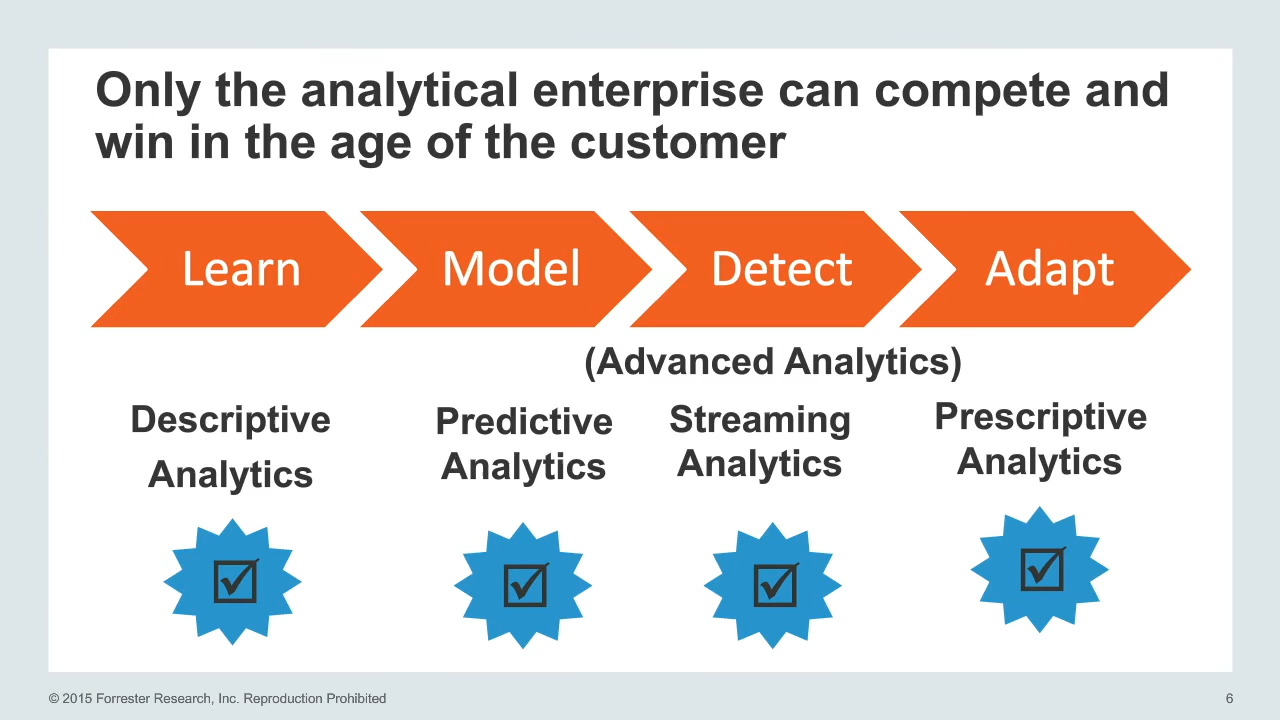 Only the analytical enterprise can compete and
win in the age of the customer
Learn
Model
Detect
Adapt
(Advanced Analytics)
Descriptive
Analytics
Predictive
Analytics
Streaming
Analytics
Prescriptive
Analytics
© 2015 Forrester Research, Inc. Reproduction Prohibited
6